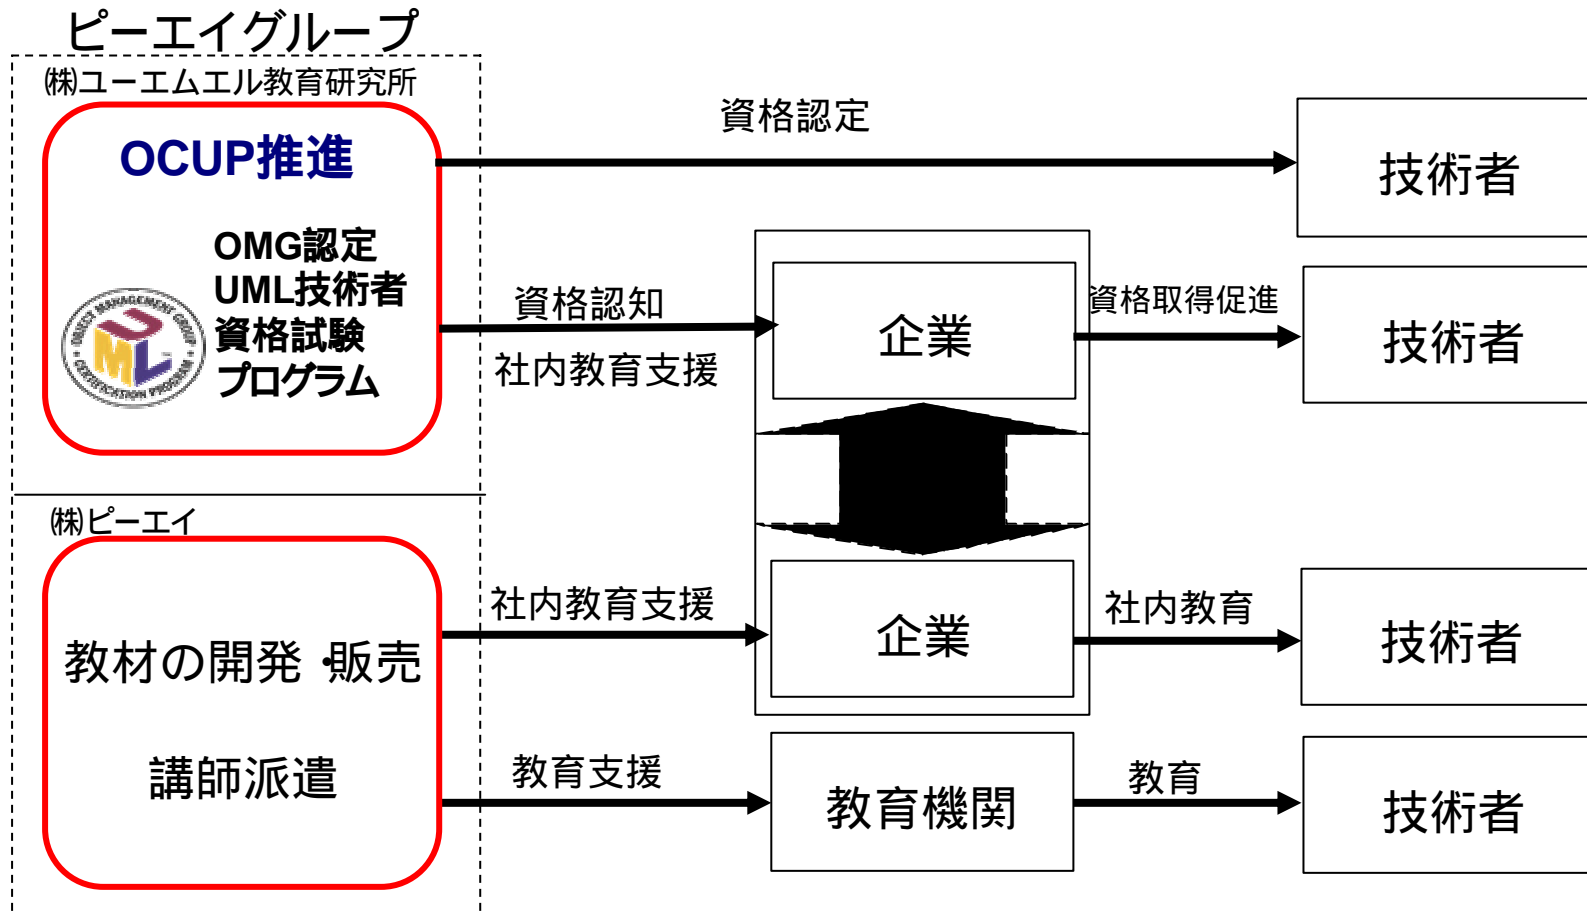 ピーエイグループ
㈱ユーエムエル教育研究所
OCUP推進
OMG認定
UML技術者
資格試験
プログラム
OBJECT MANAGEMENT GROUP
UML
CERTIFICATION PROGRAM
資格認定
技術者
資格認知
社内教育支援
企業
資格取得促進
技術者
㈱ピーエイ
教材の開発・販売
講師派遣
社内教育支援
企業
社内教育
技術者
教育支援
教育機関
教育
技術者